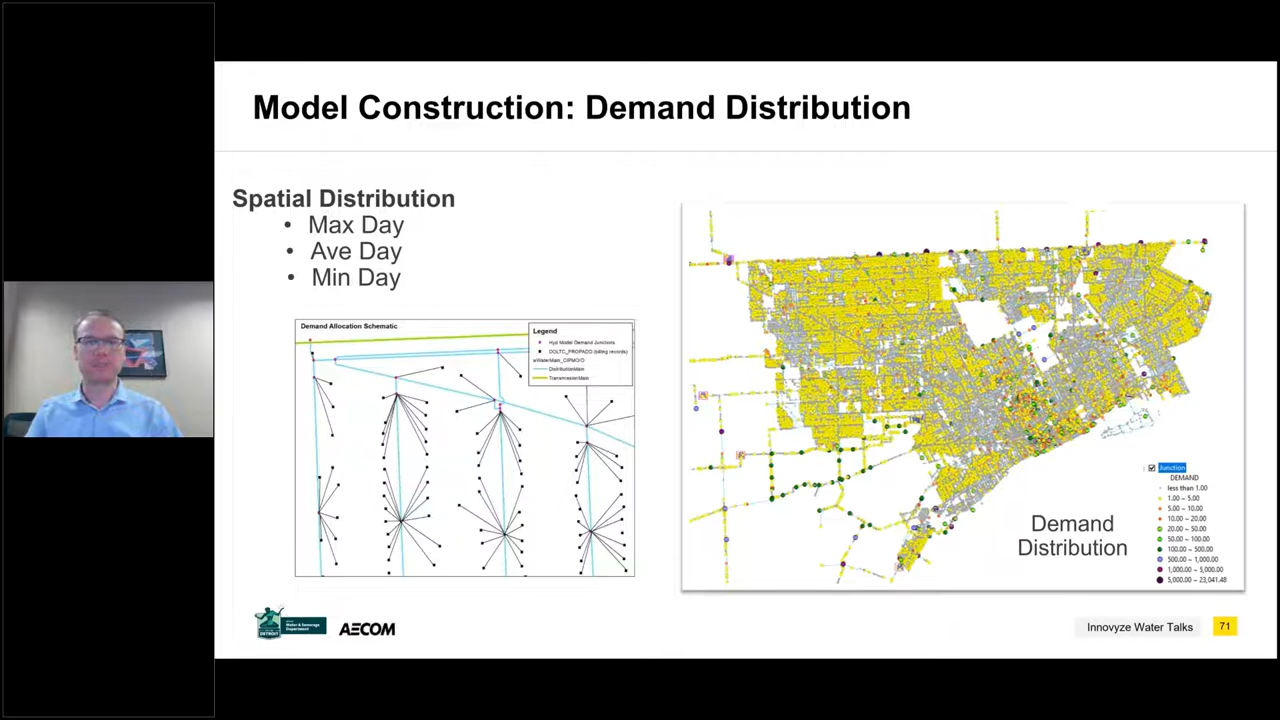 Model Construction: Demand Distribution
Spatial Distribution
• Max Day
• Ave Day
• Min Day
Demand Allocation Schematic
Legend
Hyd Model Demand Junctions
(billing records)
DistributionMain
TransmissionMain
Junction
DEMAND
less than 1.00
1.00 ~ 5.00
5.00 ~ 10.00
10.00 ~ 20.00
20.00 ~ 50.00
50.00 ~ 100.00
100.00 ~ 500.00
500.00 ~ 1,000.00
1,000.00 ~ 5,000.00
5,000.00 ~ 23,041.48
Demand
Distribution
DETROIT
Water & Sewerage
Department
AECOM
Innovyze Water Talks
71